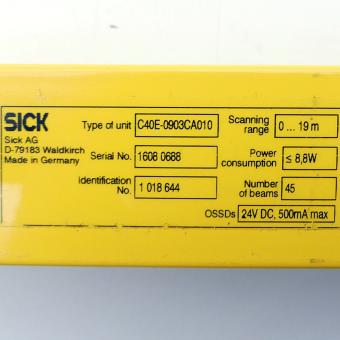 SICK
Sick AG
D-79183 Waldkirch
Made in Germany
Type of unit C40E-0903CA010
Serial No. 1608 0688
Identification
No. 1 018 644
Scanning
range 0 ... 19 m
Power
consumption ≤ 8,8W
Number
of beams 45
OSSDs 24V DC, 500mA max